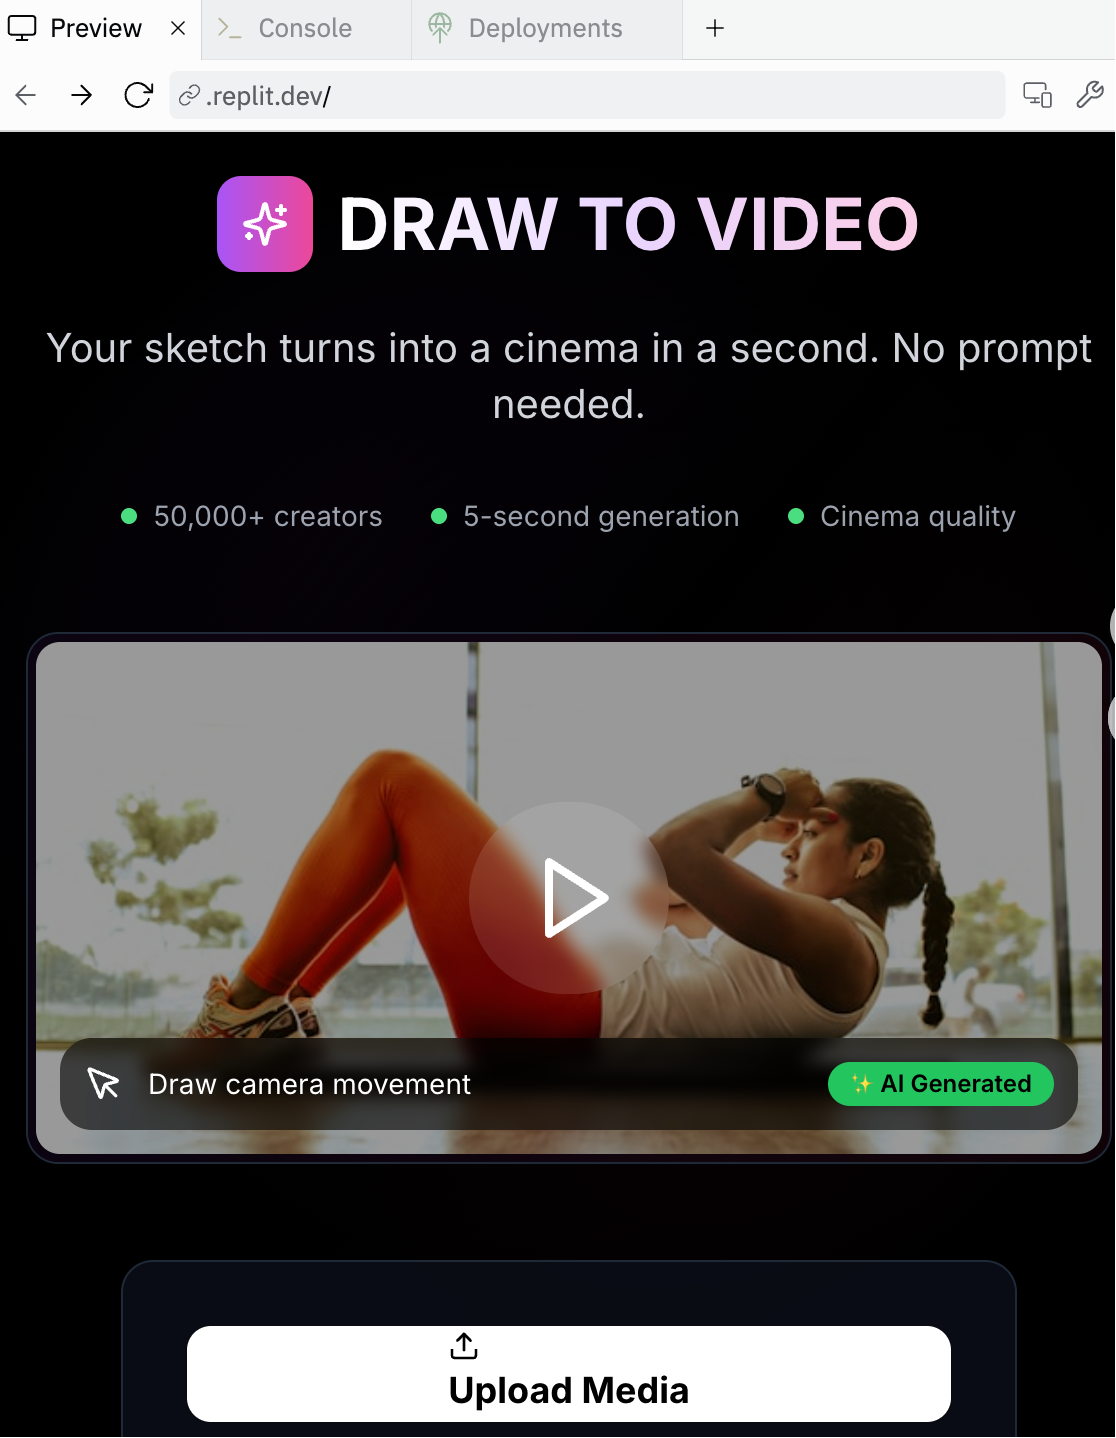 Preview
Console
Deployments
.replit.dev/
DRAW TO VIDEO
Your sketch turns into a cinema in a second. No prompt
needed.
50,000+ creators
5-second generation
Cinema quality
Draw camera movement
✨ AI Generated
Upload Media